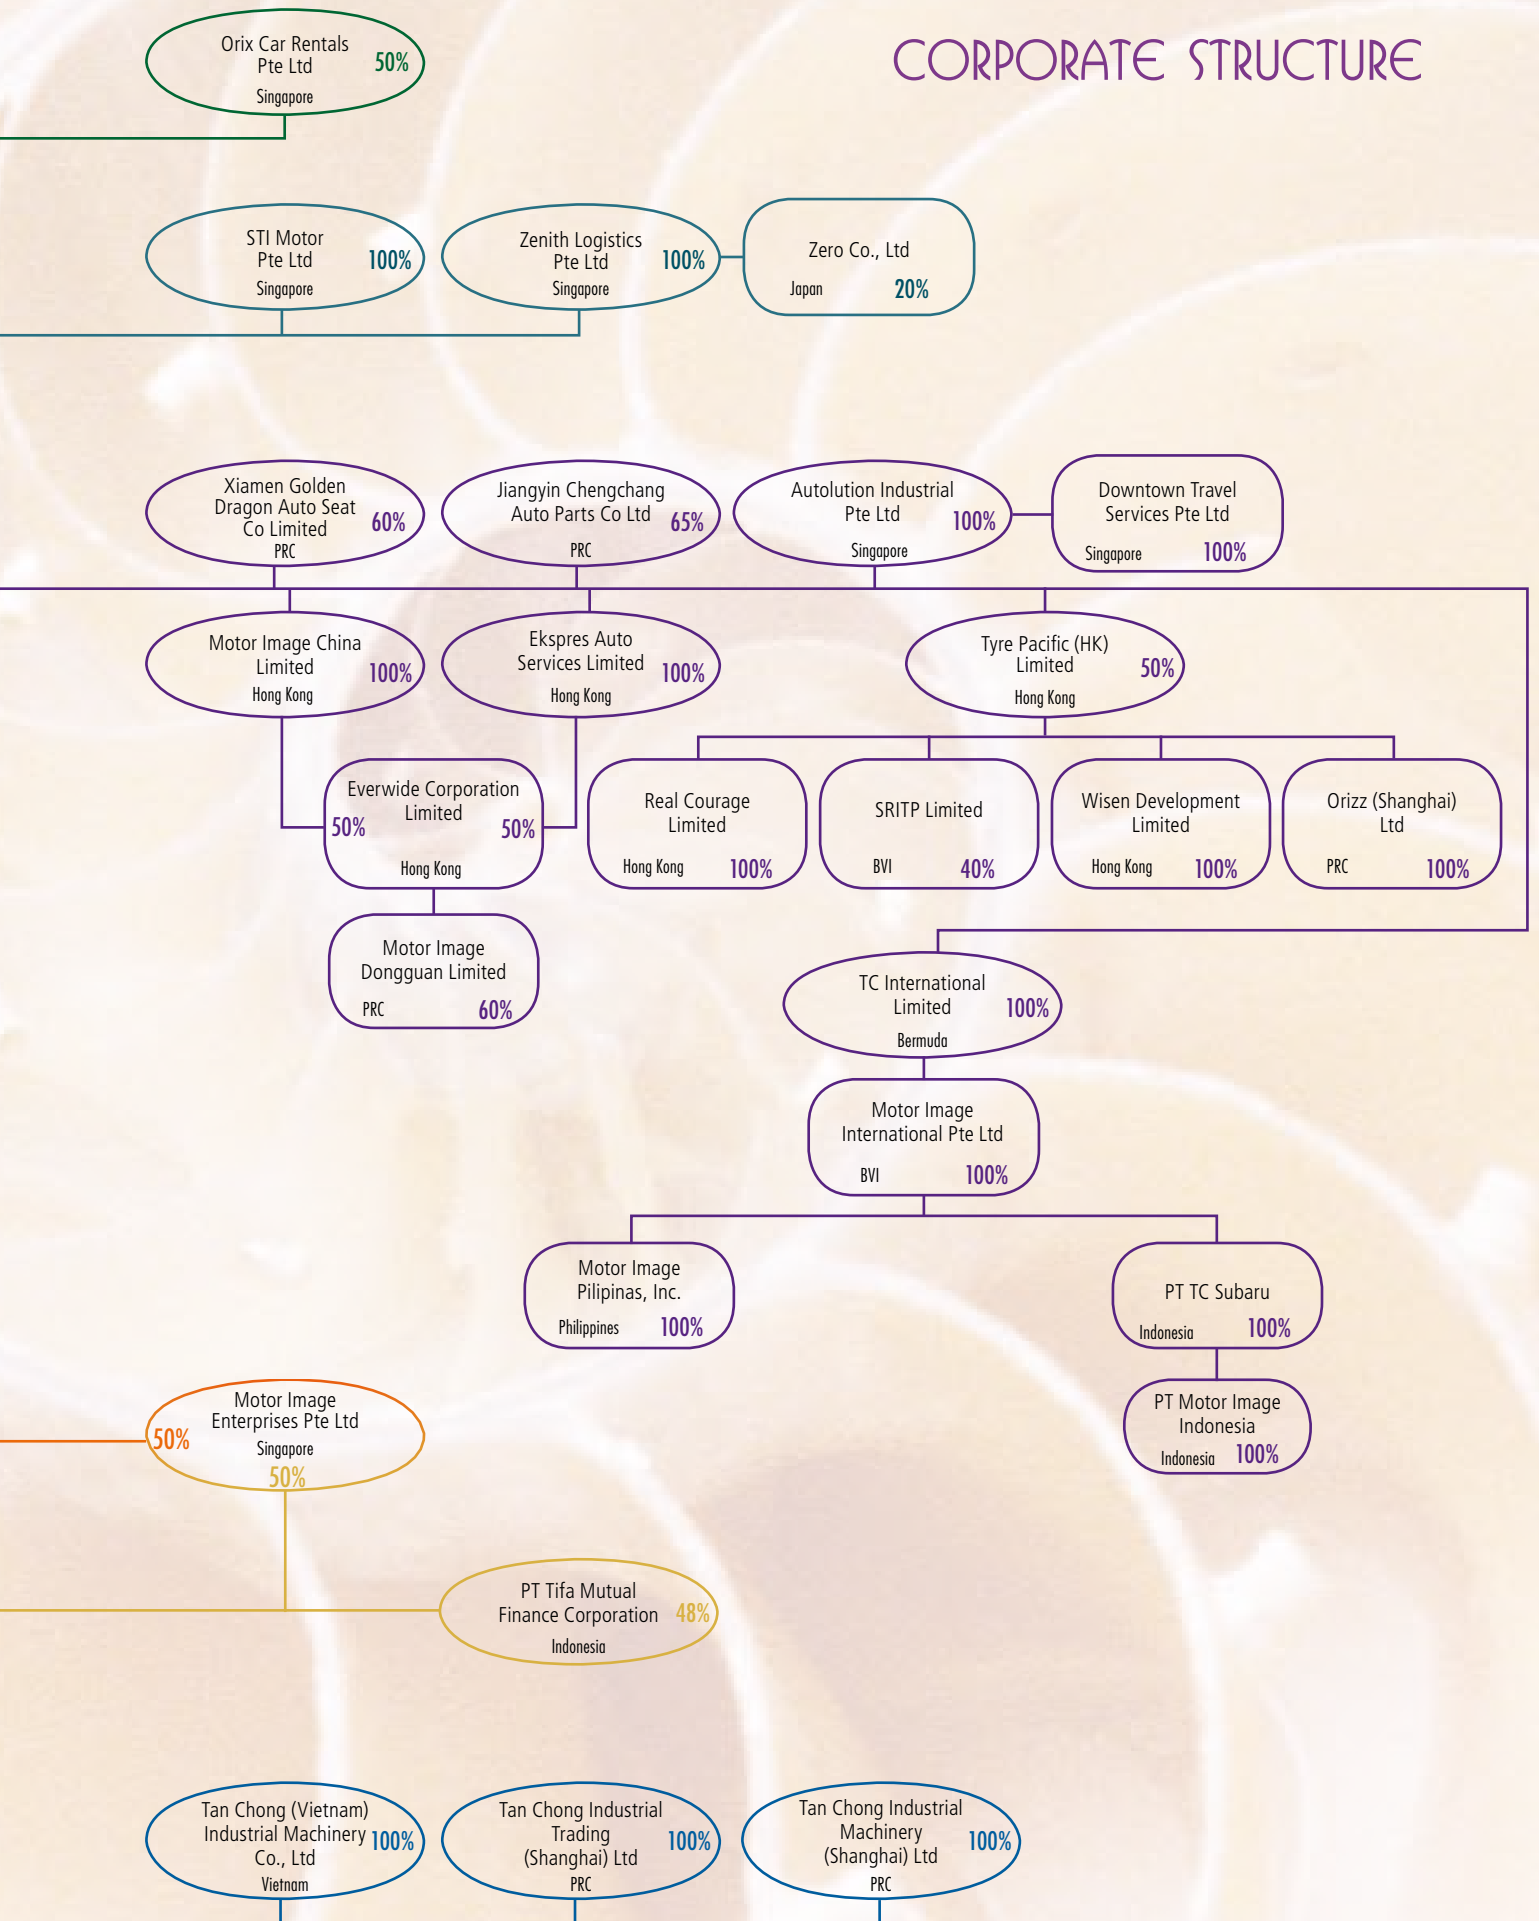 CORPORATE STRUCTURE
Orix Car Rentals
Pte Ltd
50%
Singapore
STI Motor
Pte Ltd
100%
Singapore
Zenith Logistics
Pte Ltd
100%
Singapore
Zero Co., Ltd
Japan
20%
Xiamen Golden
Dragon Auto Seat
Co Limited
60%
PRC
Jiangyin Chengchang
Auto Parts Co Ltd
65%
PRC
Autolution Industrial
Pte Ltd
100%
Singapore
Downtown Travel
Services Pte Ltd
Singapore
100%
Motor Image China
Limited
100%
Hong Kong
Ekspres Auto
Services Limited
100%
Hong Kong
Tyre Pacific (HK)
Limited
50%
Hong Kong
Everwide Corporation
Limited
50%
50%
Hong Kong
Real Courage
Limited
Hong Kong
100%
SRITP Limited
BVI
40%
Wisen Development
Limited
Hong Kong
100%
Orizz (Shanghai)
Ltd
PRC
100%
Motor Image
Dongguan Limited
PRC
60%
TC International
Limited
100%
Bermuda
Motor Image
International Pte Ltd
BVI
100%
Motor Image
Pilipinas, Inc.
Philippines
100%
PT TC Subaru
Indonesia
100%
PT Motor Image
Indonesia
Indonesia
100%
Motor Image
Enterprises Pte Ltd
50%
Singapore
50%
PT Tifa Mutual
Finance Corporation
48%
Indonesia
Tan Chong (Vietnam)
Industrial Machinery
Co., Ltd
100%
Vietnam
Tan Chong Industrial
Trading
(Shanghai) Ltd
100%
PRC
Tan Chong Industrial
Machinery
(Shanghai) Ltd
100%
PRC